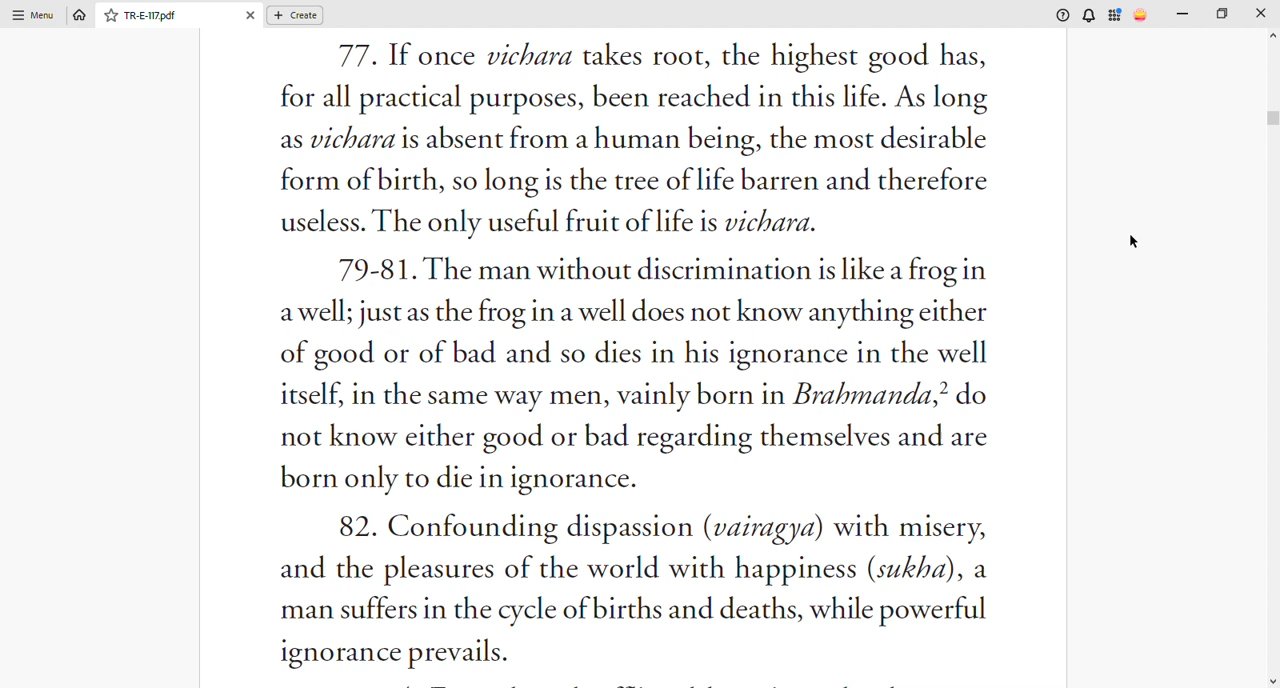 Menu
TR-E-117.pdf
+ Create
77. If once vichara takes root, the highest good has,
for all practical purposes, been reached in this life. As long
as vichara is absent from a human being, the most desirable
form of birth, so long is the tree of life barren and therefore
useless. The only useful fruit of life is vichara.
79-81. The man without discrimination is like a frog in
a well; just as the frog in a well does not know anything either
of good or of bad and so dies in his ignorance in the well
itself, in the same way men, vainly born in Brahmanda,² do
not know either good or bad regarding themselves and are
born only to die in ignorance.
82. Confounding dispassion (vairagya) with misery,
and the pleasures of the world with happiness (sukha), a
man suffers in the cycle of births and deaths, while powerful
ignorance prevails.